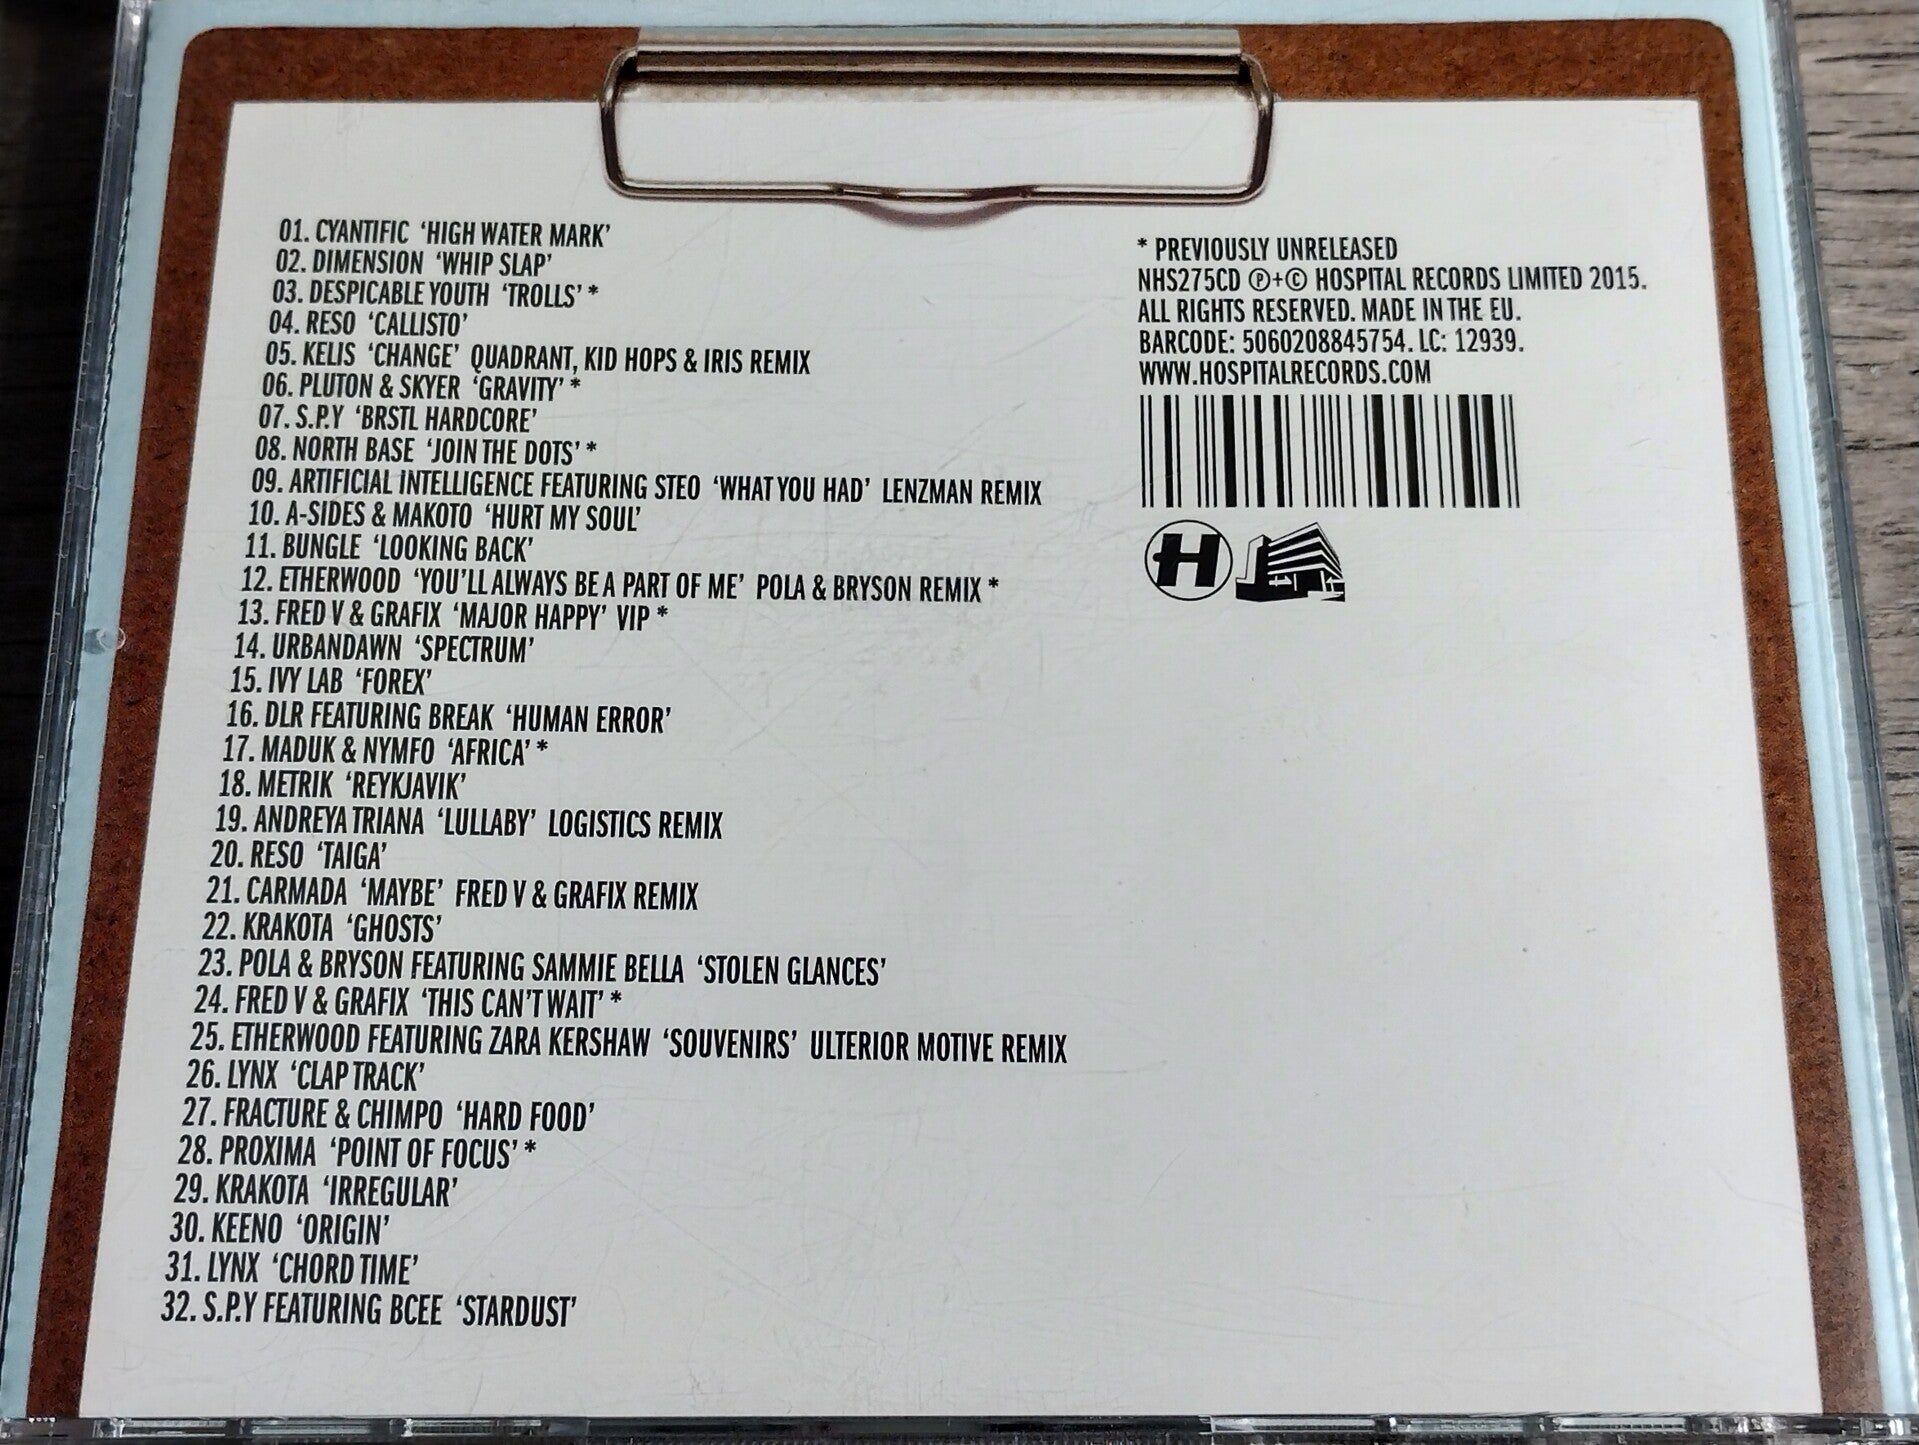 01. CYANTIFIC 'HIGH WATER MARK'
02. DIMENSION 'WHIP SLAP'
03. DESPICABLE YOUTH 'TROLLS' *
04. RESO 'CALLISTO'
05. KELIS 'CHANGE' QUADRANT, KID HOPS & IRIS REMIX
06. PLUTON & SKYER 'GRAVITY' *
07. S.P.Y 'BRSTL HARDCORE'
08. NORTH BASE 'JOIN THE DOTS' *
09. ARTIFICIAL INTELLIGENCE FEATURING STEO 'WHAT YOU HAD' LENZMAN REMIX
10. A-SIDES & MAKOTO 'HURT MY SOUL'
11. BUNGLE 'LOOKING BACK'
12. ETHERWOOD 'YOU'LL ALWAYS BE A PART OF ME' POLA & BRYSON REMIX *
13. FRED V & GRAFIX 'MAJOR HAPPY' VIP *
14. URBANDAWN 'SPECTRUM'
15. IVY LAB 'FOREX'
16. DLR FEATURING BREAK 'HUMAN ERROR'
17. MADUK & NYMFO 'AFRICA' *
18. METRIK 'REYKJAVIK'
19. ANDREYA TRIANA 'LULLABY' LOGISTICS REMIX
20. RESO 'TAIGA'
21. CARMADA 'MAYBE' FRED V & GRAFIX REMIX
22. KRAKOTA 'GHOSTS'
23. POLA & BRYSON FEATURING SAMMIE BELLA 'STOLEN GLANCES'
24. FRED V & GRAFIX 'THIS CAN'T WAIT' *
25. ETHERWOOD FEATURING ZARA KERSHAW 'SOUVENIRS' ULTERIOR MOTIVE REMIX
26. LYNX 'CLAP TRACK'
27. FRACTURE & CHIMPO 'HARD FOOD'
28. PROXIMA 'POINT OF FOCUS' *
29. KRAKOTA 'IRREGULAR'
30. KEENO 'ORIGIN'
31. LYNX 'CHORD TIME'
32. S.P.Y FEATURING BCEE 'STARDUST'
* PREVIOUSLY UNRELEASED
NHS275CD ℗+© HOSPITAL RECORDS LIMITED 2015.
ALL RIGHTS RESERVED. MADE IN THE EU.
BARCODE: 5060208845754. LC: 12939.
WWW.HOSPITALRECORDS.COM
H